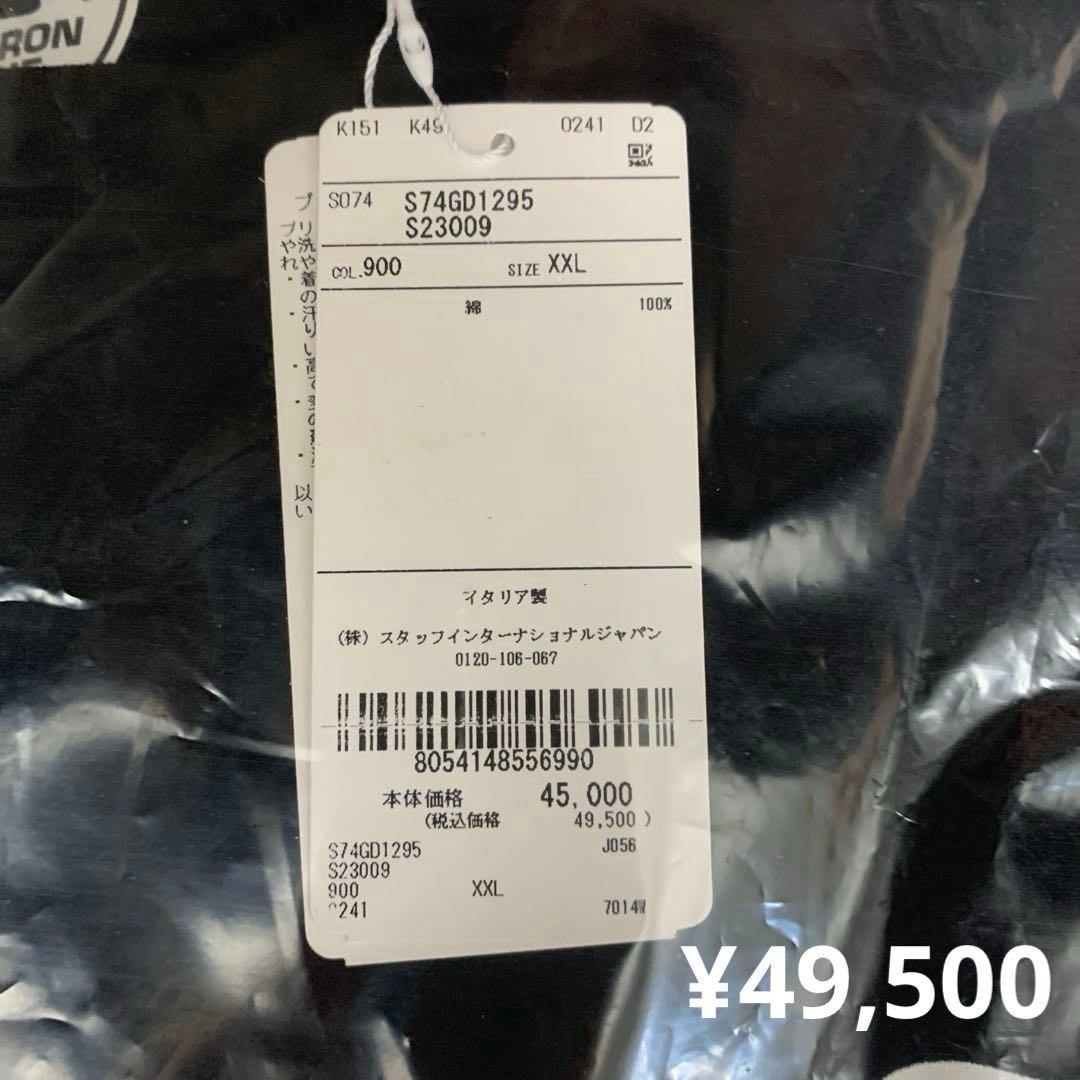 RON
K151 K49 0241 D2
S074 S74GD1295
S23009
COL.900 SIZE XXL
綿 100%
イタリア製
(株) スタッフインターナショナルジャパン
0120-106-067
8054148556990
本体価格 45,000
(税込価格 49,500 )
S74GD1295 J056
S23009
900 XXL
0241 7014W
¥49,500